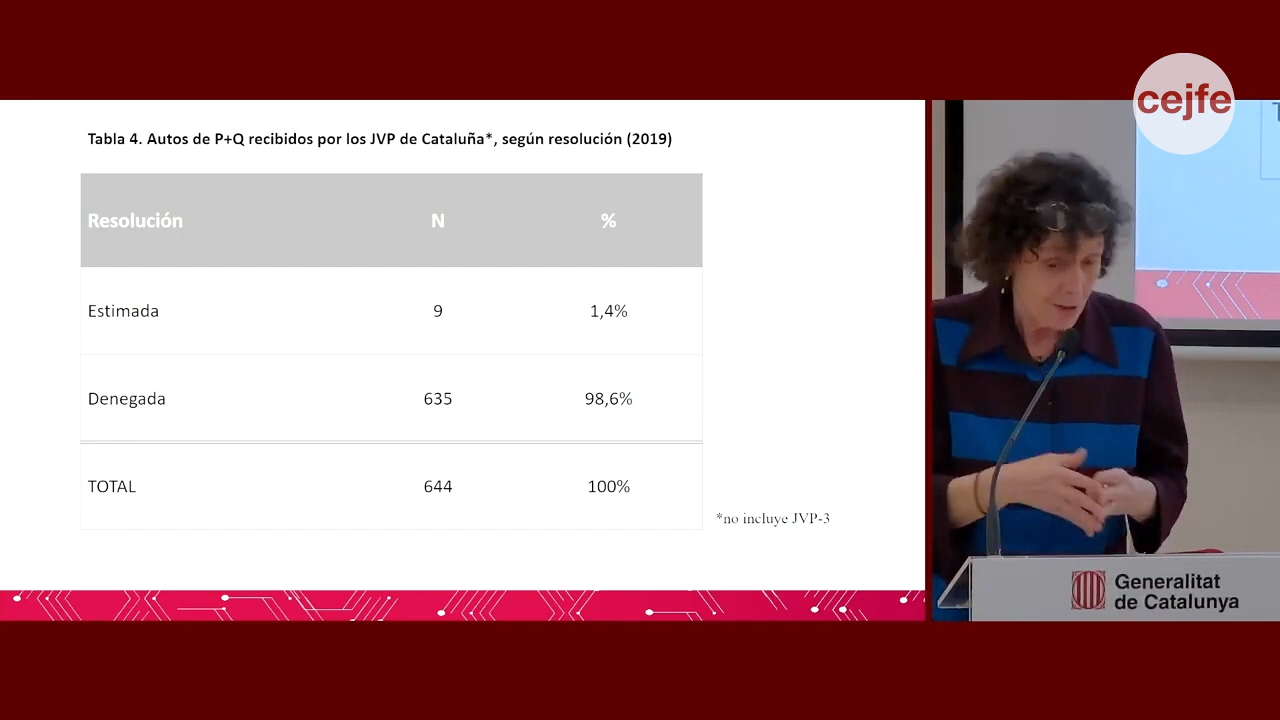 cejfe
Tabla 4. Autos de P+Q recibidos por los JVP de Cataluña*, según resolución (2019)
Resolución N %
Estimada 9 1,4%
Denegada 635 98,6%
TOTAL 644 100%
*no incluye JVP-3
Generalitat
de Catalunya